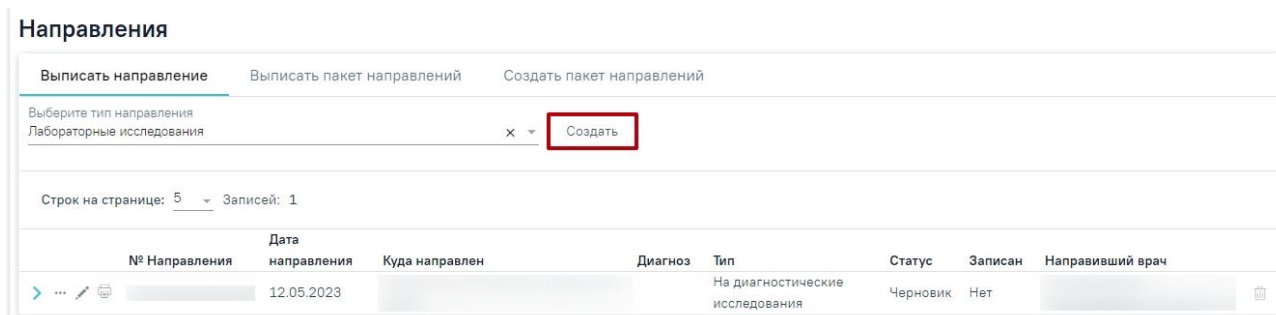 Направления
Выписать направление Выписать пакет направлений Создать пакет направлений
Выберите тип направления
Лабораторные исследования × Создать
Строк на странице: 5 Записей: 1
Дата
№ Направления направления Куда направлен Диагноз Тип Статус Записан Направивший врач
На диагностические
12.05.2023 Черновик Нет
исследования